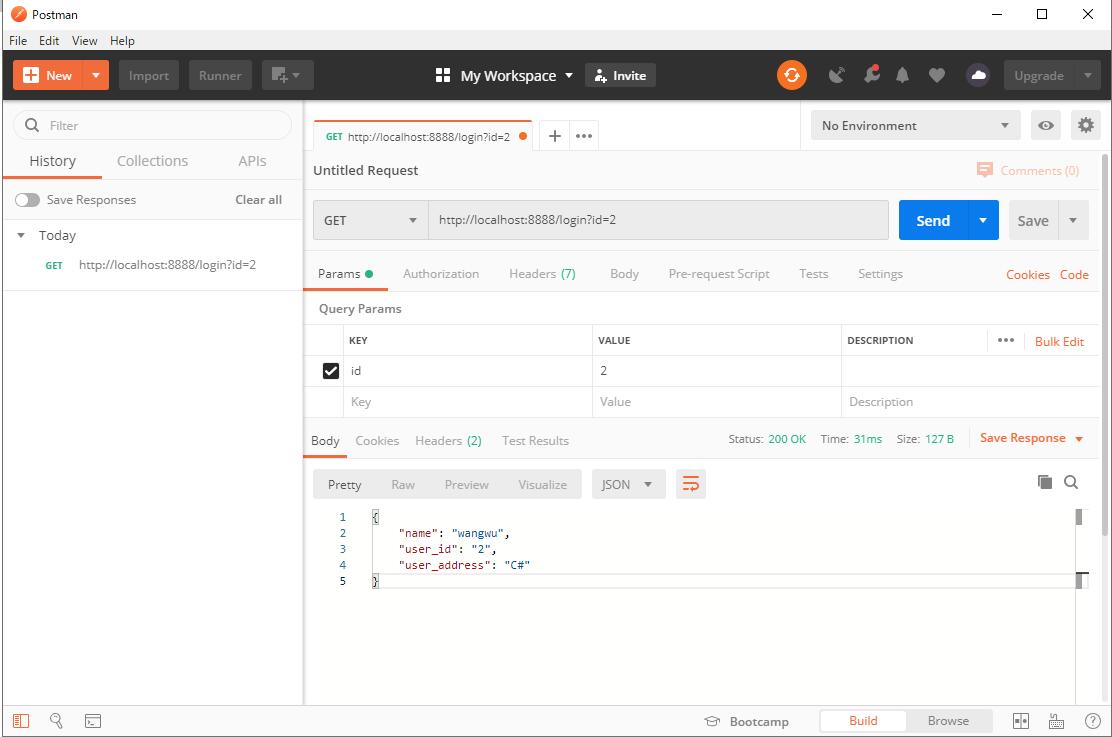 Postman
File Edit View Help
New Import Runner My Workspace Invite Upgrade
Filter
History Collections APIs
Save Responses Clear all
Today
GET http://localhost:8888/login?id=2
GET http://localhost:8888/login?id=2 No Environment
Untitled Request Comments (0)
GET http://localhost:8888/login?id=2 Send Save
Params Authorization Headers (7) Body Pre-request Script Tests Settings Cookies Code
Query Params
KEY VALUE DESCRIPTION Bulk Edit
id 2
Key Value Description
Body Cookies Headers (2) Test Results Status: 200 OK Time: 31ms Size: 127 B Save Response
Pretty Raw Preview Visualize JSON
1 {
2 "name": "wangwu",
3 "user_id": "2",
4 "user_address": "C#"
5 }
Bootcamp Build Browse